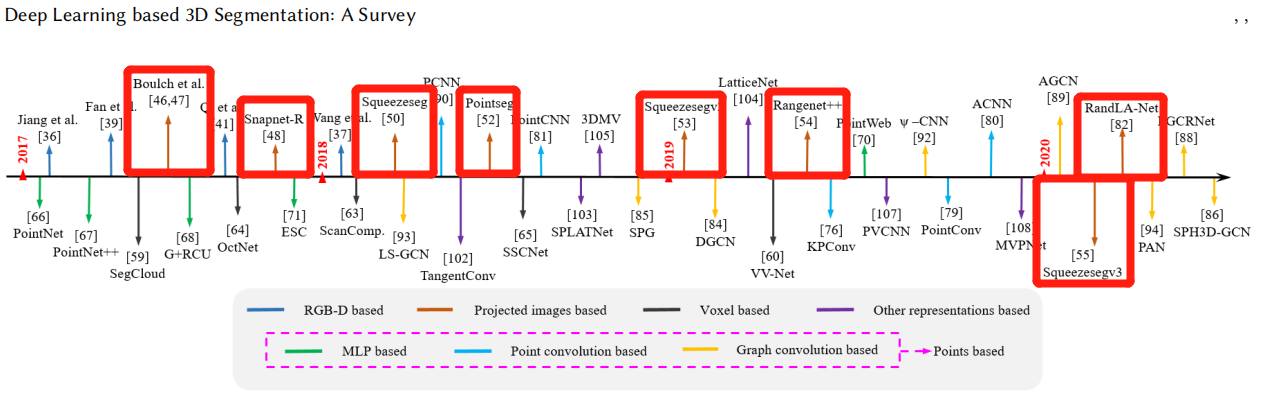 Deep Learning based 3D Segmentation: A Survey
, ,
Boulch et al.
[46,47]
Fan et
[39]
Jiang et al.
[36]
2017
et a
41]
Snapnet-R
[48]
2018
al.
[37]
Squeezeseg
[50]
PCNN
90]
Pointseg
[52]
ointCNN
[81]
3DMV
[105]
Squeezesegv
[53]
2019
LatticeNet
[104]
Rangenet++
[54]
P intWeb
[70]
Ψ –CNN
[92]
ACNN
[80]
2020
AGCN
[89]
RandLA-Net
[82]
GCRNet
[88]
[66]
PointNet
[67]
PointNet++
[59]
SegCloud
[68]
G+RCU
[64]
OctNet
[71]
ESC
[63]
ScanComp.
[93]
LS-GCN
[102]
TangentConv
[65]
SSCNet
[103]
SPLATNet
[85]
SPG
[84]
DGCN
[60]
VV-Net
[76]
KPConv
[107]
PVCNN
[79]
PointConv
[108
MVPN t
[55]
Squeezesegv3
[94]
PAN
[86]
SPH3D-GCN
RGB-D based Projected images based Voxel based Other representations based
MLP based Point convolution based Graph convolution based Points based